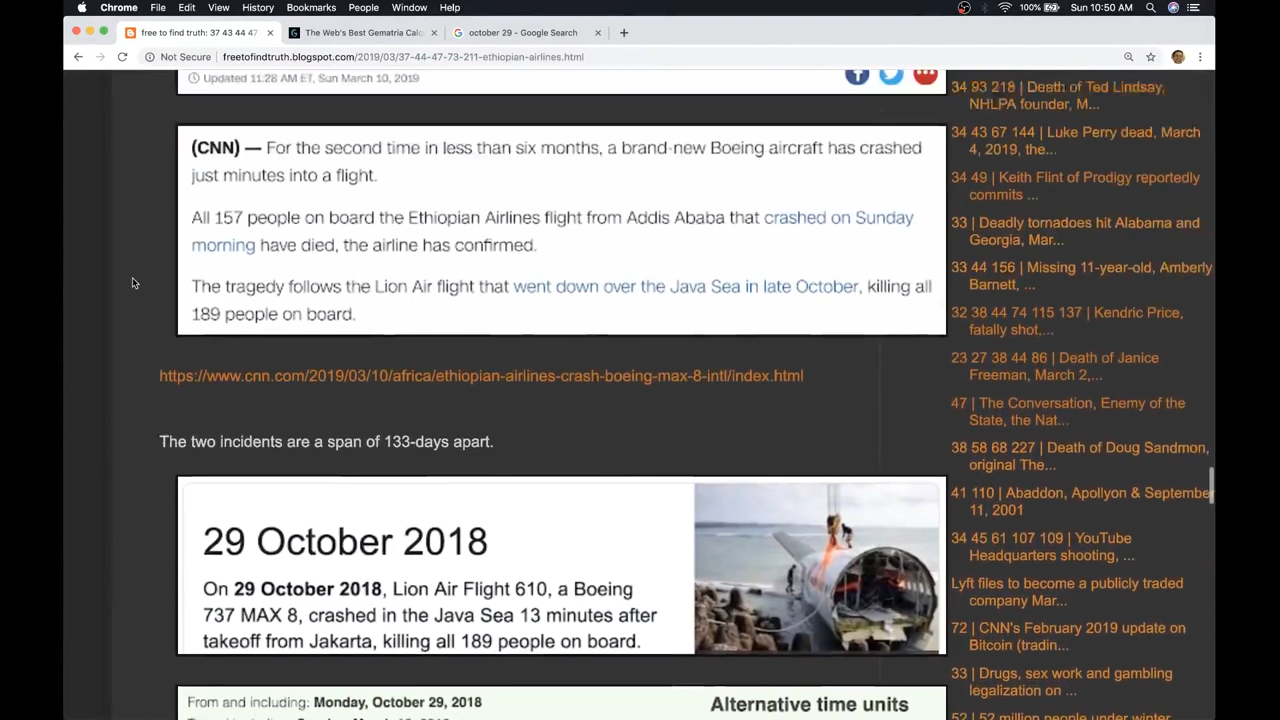 Chrome File Edit View History Bookmarks People Window Help 100% Sun 10:50 AM
free to find truth: 37 43 44 47 × The Web's Best Gematria Calc × october 29 - Google Search × +
Not Secure | freetofindtruth.blogspot.com/2019/03/37-44-47-73-211-ethiopian-airlines.html
Updated 11:28 AM ET, Sun March 10, 2019
(CNN) — For the second time in less than six months, a brand-new Boeing aircraft has crashed
just minutes into a flight.
All 157 people on board the Ethiopian Airlines flight from Addis Ababa that crashed on Sunday
morning have died, the airline has confirmed.
The tragedy follows the Lion Air flight that went down over the Java Sea in late October, killing all
189 people on board.
https://www.cnn.com/2019/03/10/africa/ethiopian-airlines-crash-boeing-max-8-intl/index.html
The two incidents are a span of 133-days apart.
29 October 2018
On 29 October 2018, Lion Air Flight 610, a Boeing
737 MAX 8, crashed in the Java Sea 13 minutes after
takeoff from Jakarta, killing all 189 people on board.
From and including: Monday, October 29, 2018
Alternative time units
34 93 218 | Death of Ted Lindsay,
NHLPA founder, M...
34 43 67 144 | Luke Perry dead, March
4, 2019, the...
34 49 | Keith Flint of Prodigy reportedly
commits ...
33 | Deadly tornadoes hit Alabama and
Georgia, Mar...
33 44 156 | Missing 11-year-old, Amberly
Barnett, ...
32 38 44 74 115 137 | Kendric Price,
fatally shot,...
23 27 38 44 86 | Death of Janice
Freeman, March 2,...
47 | The Conversation, Enemy of the
State, the Nat...
38 58 68 227 | Death of Doug Sandmon,
original The...
41 110 | Abaddon, Apollyon & September
11, 2001
34 45 61 107 109 | YouTube
Headquarters shooting, ...
Lyft files to become a publicly traded
company Mar...
72 | CNN's February 2019 update on
Bitcoin (tradin...
33 | Drugs, sex work and gambling
legalization on ...
52 | 52 million people under winter